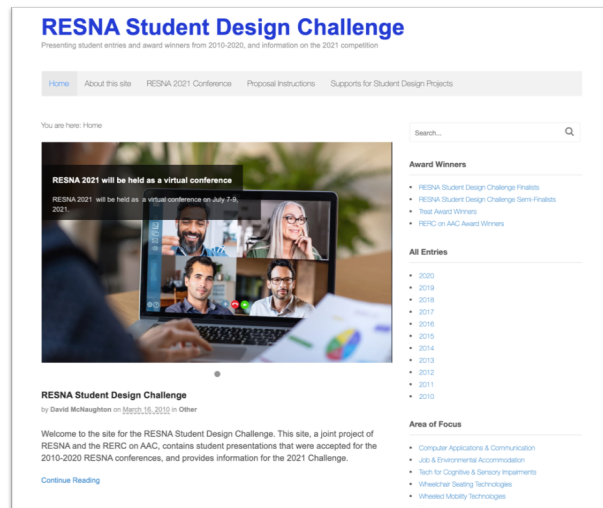 RESNA Student Design Challenge
Presenting student entries and award winners from 2010-2020, and information on the 2021 competition
Home About this site RESNA 2021 Conference Proposal Instructions Supports for Student Design Projects
You are here: Home
RESNA 2021 will be held as a virtual conference
RESNA 2021 will be held as a virtual conference on July 7-9,
2021.
RESNA Student Design Challenge
by David McNaughton on March 16, 2010 in Other
Welcome to the site for the RESNA Student Design Challenge. This site, a joint project of
RESNA and the RERC on AAC, contains student presentations that were accepted for the
2010-2020 RESNA conferences, and provides information for the 2021 Challenge.
Continue Reading
Search...
Award Winners
RESNA Student Design Challenge Finalists
RESNA Student Design Challenge Semi-Finalists
Treat Award Winners
RERC on AAC Award Winners
All Entries
2020
2019
2018
2017
2016
2015
2014
2013
2012
2011
2010
Area of Focus
Computer Applications & Communication
Job & Environmental Accommodation
Tech for Cognitive & Sensory Impairments
Wheelchair Seating Technologies
Wheeled Mobility Technologies